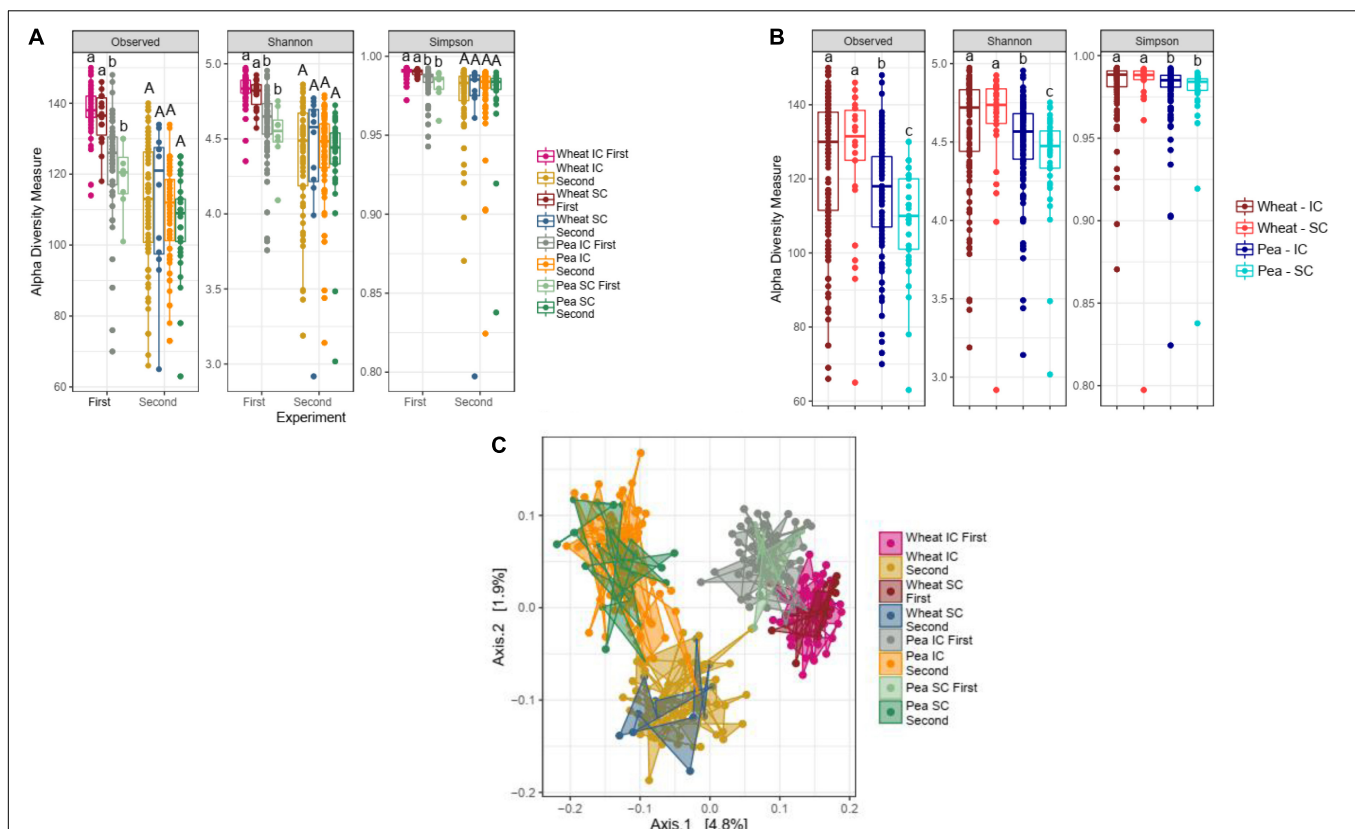 A
Observed
Shannon
Simpson
a a b b A A A A
a a b b A A A A
a a b b A A A A
Alpha Diversity Measure
140
120
100
80
60
5.0
4.5
4.0
3.5
3.0
1.00
0.95
0.90
0.85
0.80
First Second
First Second
First Second
Experiment
Wheat IC First
Wheat IC
Second
Wheat SC
First
Wheat SC
Second
Pea IC First
Pea IC
Second
Pea SC First
Pea SC
Second
B
Observed
Shannon
Simpson
a a b c
a a b c
a a b b
Alpha Diversity Measure
140
120
100
80
60
5.0
4.5
4.0
3.5
3.0
1.00
0.95
0.90
0.85
0.80
Wheat - IC
Wheat - SC
Pea - IC
Pea - SC
C
Axis.2 [1.9%]
0.1
0.0
−0.1
−0.2
−0.2 −0.1 0.0 0.1 0.2
Axis.1 [4.8%]
Wheat IC First
Wheat IC
Second
Wheat SC
First
Wheat SC
Second
Pea IC First
Pea IC
Second
Pea SC First
Pea SC
Second